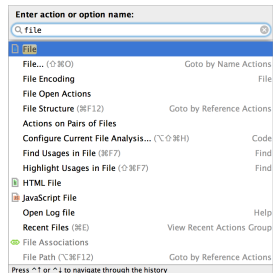 Enter action or option name:
file
File
File... (⇧⌘O) Goto by Name Actions
File Encoding File
File Open Actions
File Structure (⌘F12) Goto by Reference Actions
Actions on Pairs of Files
Configure Current File Analysis... (⌥⇧⌘H) Code
Find Usages in File (⌘F7) Find
Highlight Usages in File (⇧⌘F7) Find
HTML File
JavaScript File
Open Log file Help
Recent Files (⌘E) View Recent Actions Group
File Associations
File Path (⌥⌘F12) Goto by Reference Actions
Press ^↑ or ^↓ to navigate through the history